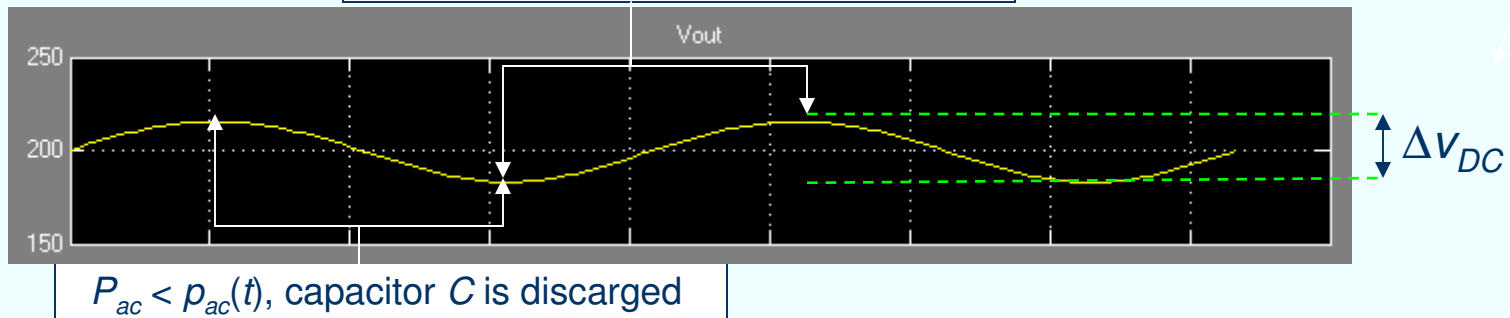 Vout
250
200
150
Δv_DC
P_ac < p_ac(t), capacitor C is discarged